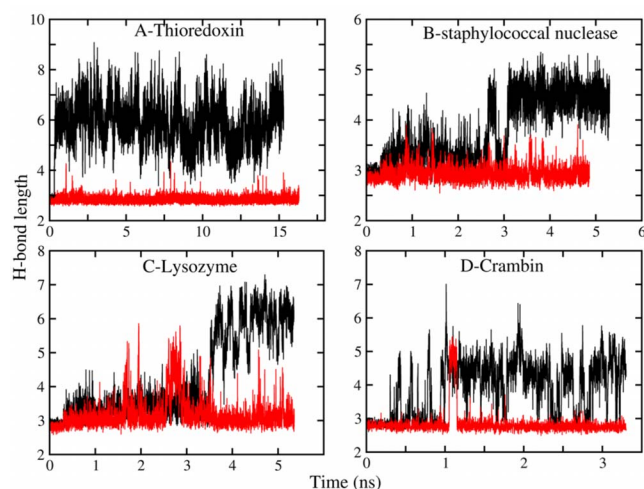 A-Thioredoxin
B-staphylococcal nuclease
10
8
6
4
2
0 5 10 15
6
5
4
3
2
0 1 2 3 4 5 6
H-bond length
C-Lysozyme
D-Crambin
8
7
6
5
4
3
2
0 1 2 3 4 5
8
7
6
5
4
3
2
0 1 2 3
Time (ns)